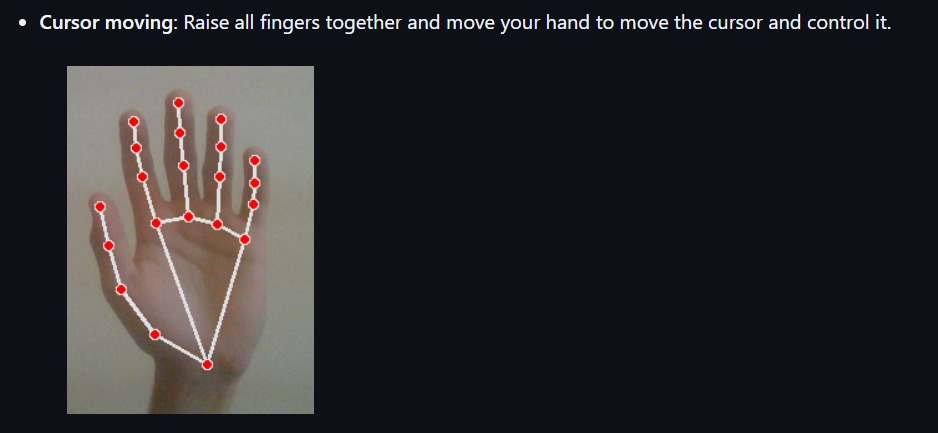 • Cursor moving: Raise all fingers together and move your hand to move the cursor and control it.